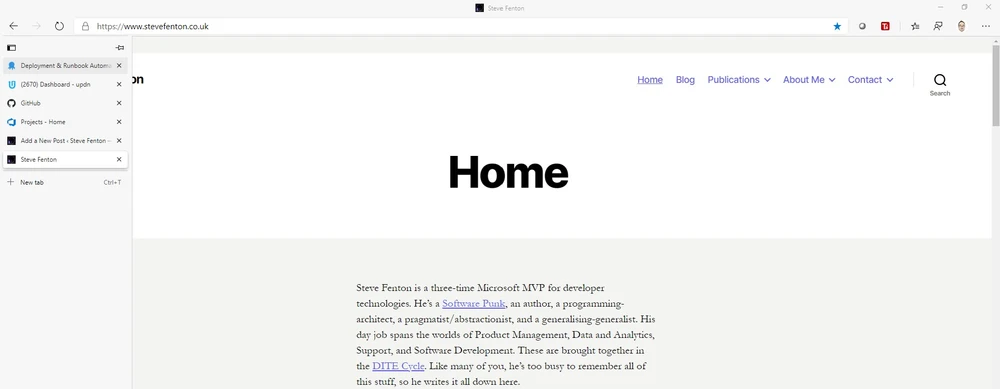 Steve Fenton
https://www.stevefenton.co.uk
Deployment & Runbook Autom
(2670) Dashboard - updn
GitHub
Projects - Home
Add a New Post ‹ Steve Fenton -
Steve Fenton
New tab Ctrl+T
on
Home Blog Publications About Me Contact
Search
Home
Steve Fenton is a three-time Microsoft MVP for developer
technologies. He's a Software Punk, an author, a programming-
architect, a pragmatist/abstractionist, and a generalising-generalist. His
day job spans the worlds of Product Management, Data and Analytics,
Support, and Software Development. These are brought together in
the DITE Cycle. Like many of you, he's too busy to remember all of
this stuff, so he writes it all down here.